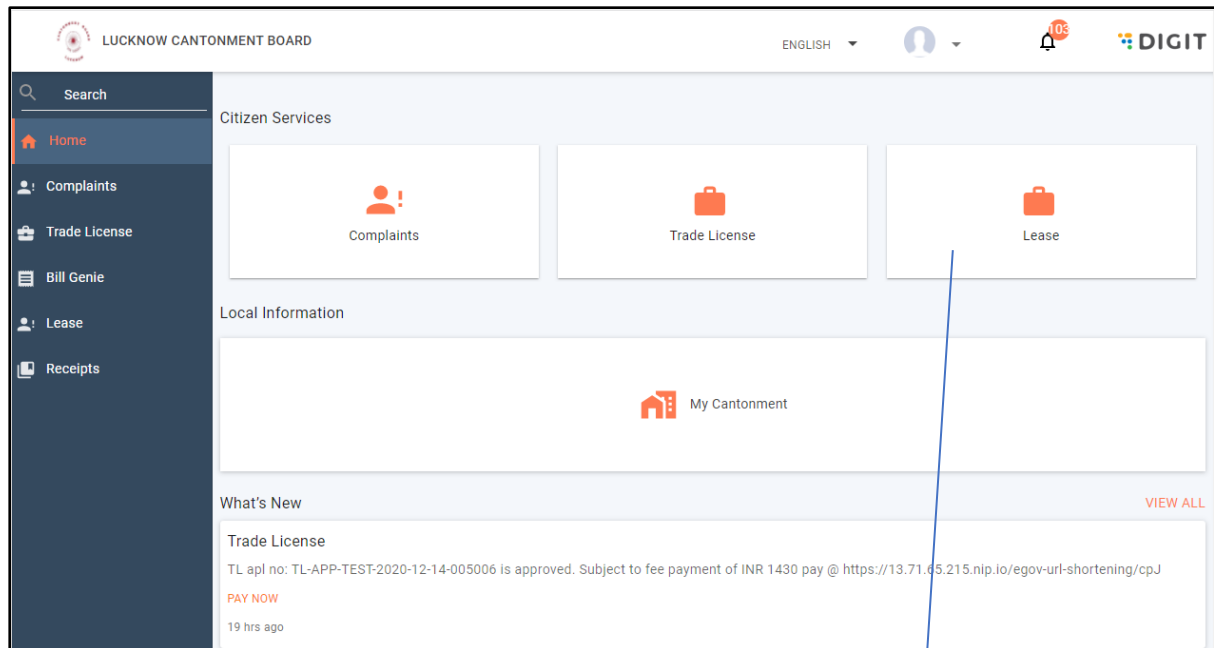 LUCKNOW CANTONMENT BOARD
ENGLISH
103
DIGIT
Search
Home
Complaints
Trade License
Bill Genie
Lease
Receipts
Citizen Services
Complaints
Trade License
Lease
Local Information
My Cantonment
What's New
VIEW ALL
Trade License
TL apl no: TL-APP-TEST-2020-12-14-005006 is approved. Subject to fee payment of INR 1430 pay @ https://13.71.65.215.nip.io/egov-url-shortening/cpJ
PAY NOW
19 hrs ago